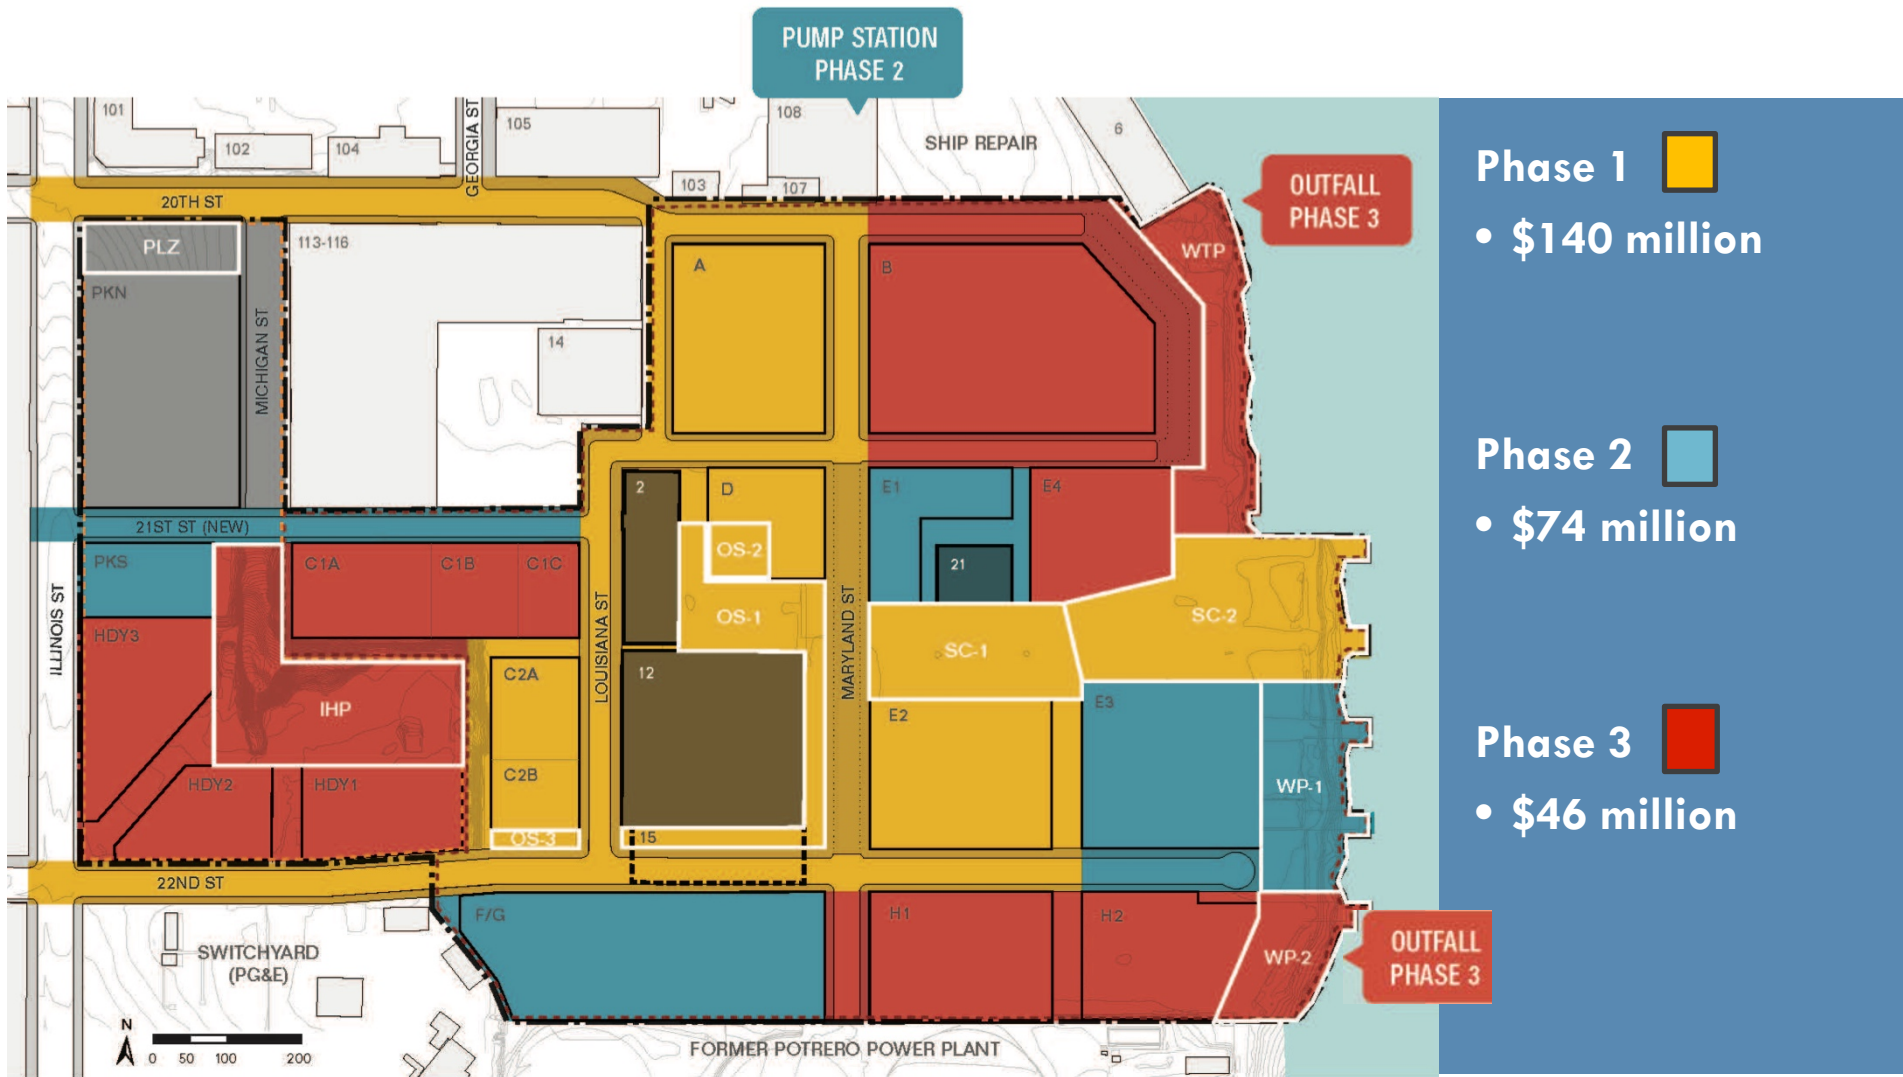 PUMP STATION
PHASE 2
101
102
104
GEORGIA ST
105
108
103
107
SHIP REPAIR
6
OUTFALL
PHASE 3
20TH ST
PLZ
PKN
MICHIGAN ST
113-116
14
A
B
WTP
21ST ST (NEW)
2
D
E1
E4
OS-2
21
PKS
C1A
C1B
C1C
ILLINOIS ST
LOUISIANA ST
MARYLAND ST
OS-1
SC-1
SC-2
HDY3
IHP
C2A
12
E2
E3
HDY2
HDY1
C2B
WP-1
OS-3
15
22ND ST
F/G
H1
H2
WP-2
OUTFALL
PHASE 3
SWITCHYARD
(PG&E)
N
0 50 100 200
FORMER POTRERO POWER PLANT
Phase 1
• $140 million
Phase 2
• $74 million
Phase 3
• $46 million